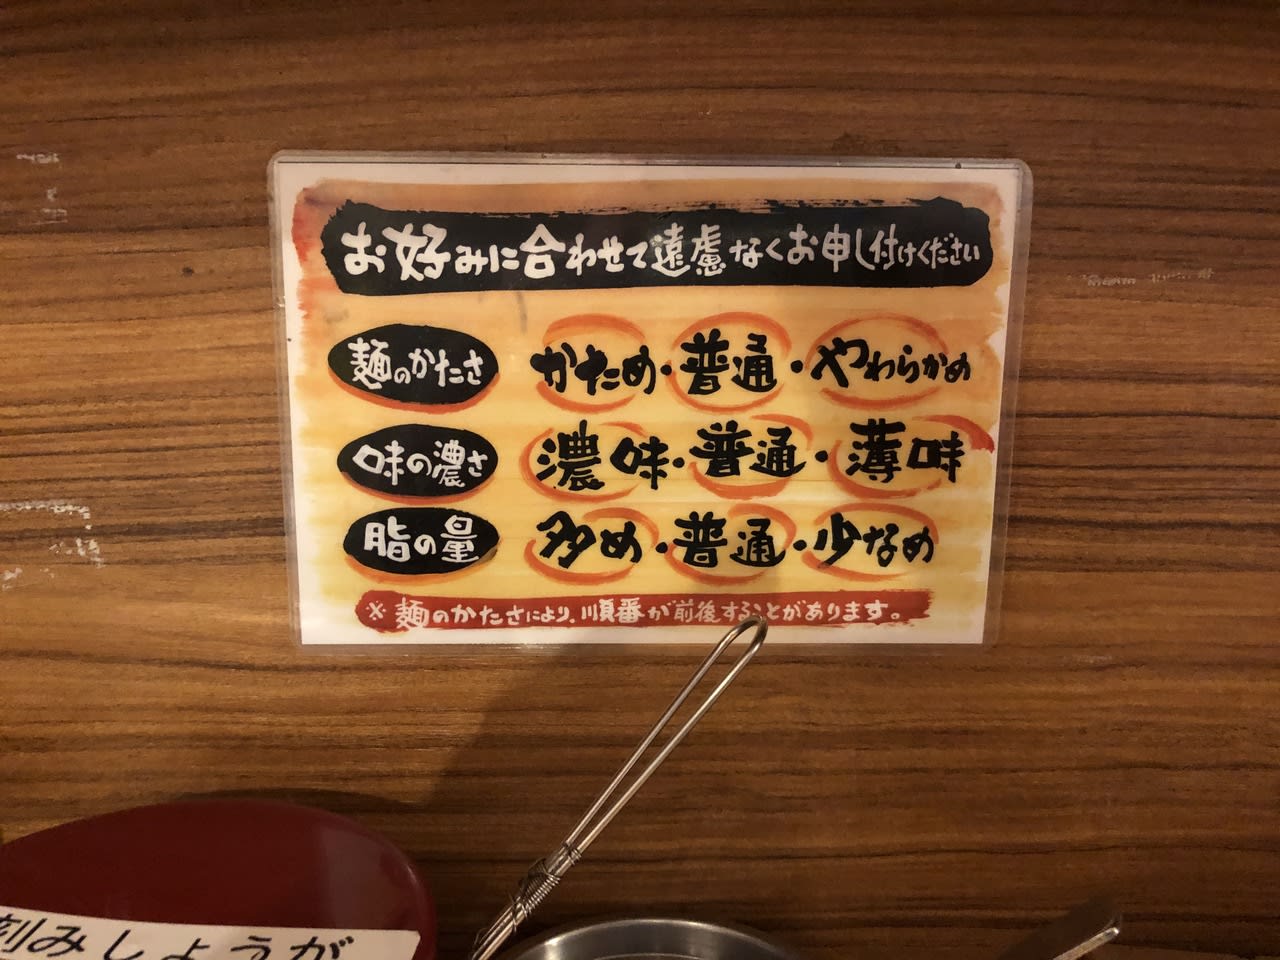 お好みに合わせて遠慮なくお申し付けください
麺のかたさ かため・普通・やわらかめ
味の濃さ 濃味・普通・薄味
脂の量 多め・普通・少なめ
※麺のかたさにより、順番が前後することがあります。
刻みしょうが